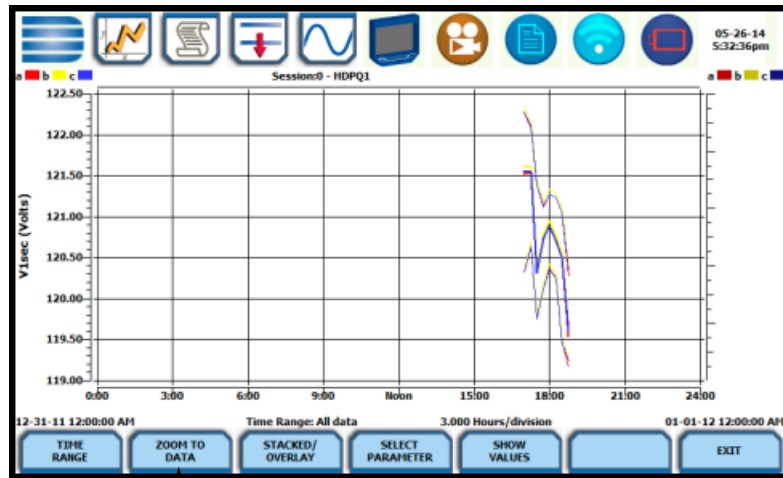 05-26-14
5:32:36pm
a b c Session:0 - HDPQ1 a b c
122.50
122.00
121.50
121.00
120.50
120.00
119.50
119.00
V1sec (Volts)
0:00 3:00 6:00 9:00 Noon 15:00 18:00 21:00 24:00
12-31-11 12:00:00 AM Time Range: All data 3.000 Hours/division 01-01-12 12:00:00 AM
TIME RANGE
ZOOM TO DATA
STACKED/ OVERLAY
SELECT PARAMETER
SHOW VALUES
EXIT